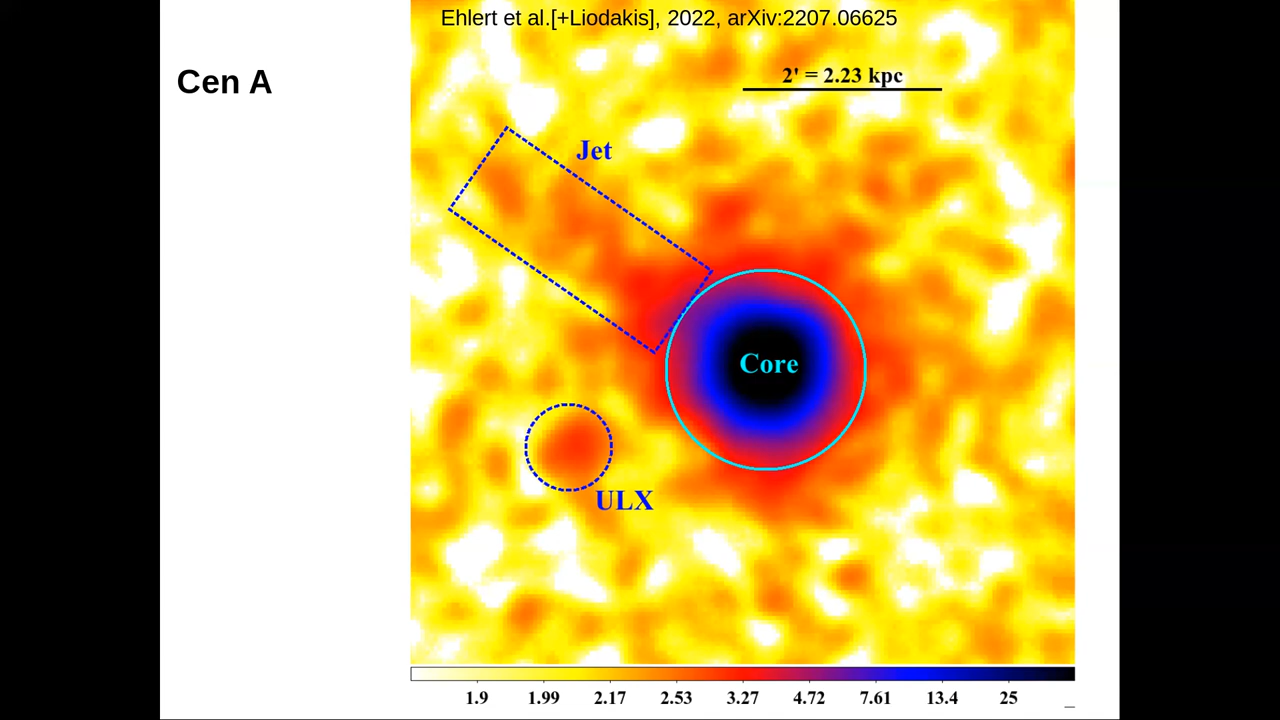 Ehlert et al.[+Liodakis], 2022, arXiv:2207.06625
Cen A
2' = 2.23 kpc
Jet
Core
ULX
1.9 1.99 2.17 2.53 3.27 4.72 7.61 13.4 25